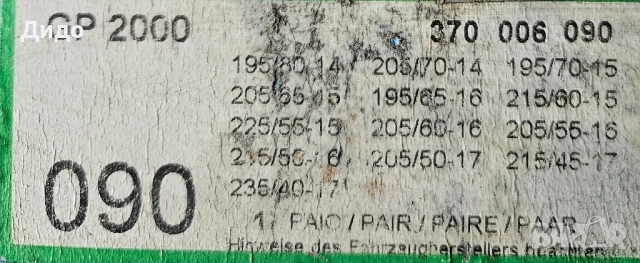 Дидо
GP 2000 370 006 090
195/80-14 205/70-14 195/70-15
205/65-15 195/65-16 215/60-15
225/55-15 205/60-16 205/55-16
215/55-16 205/50-17 215/45-17
235/40-17
090
1 PAIO/PAIR/PAIRE/PAAR
Hinweise des Fahrzeugherstellers beachten